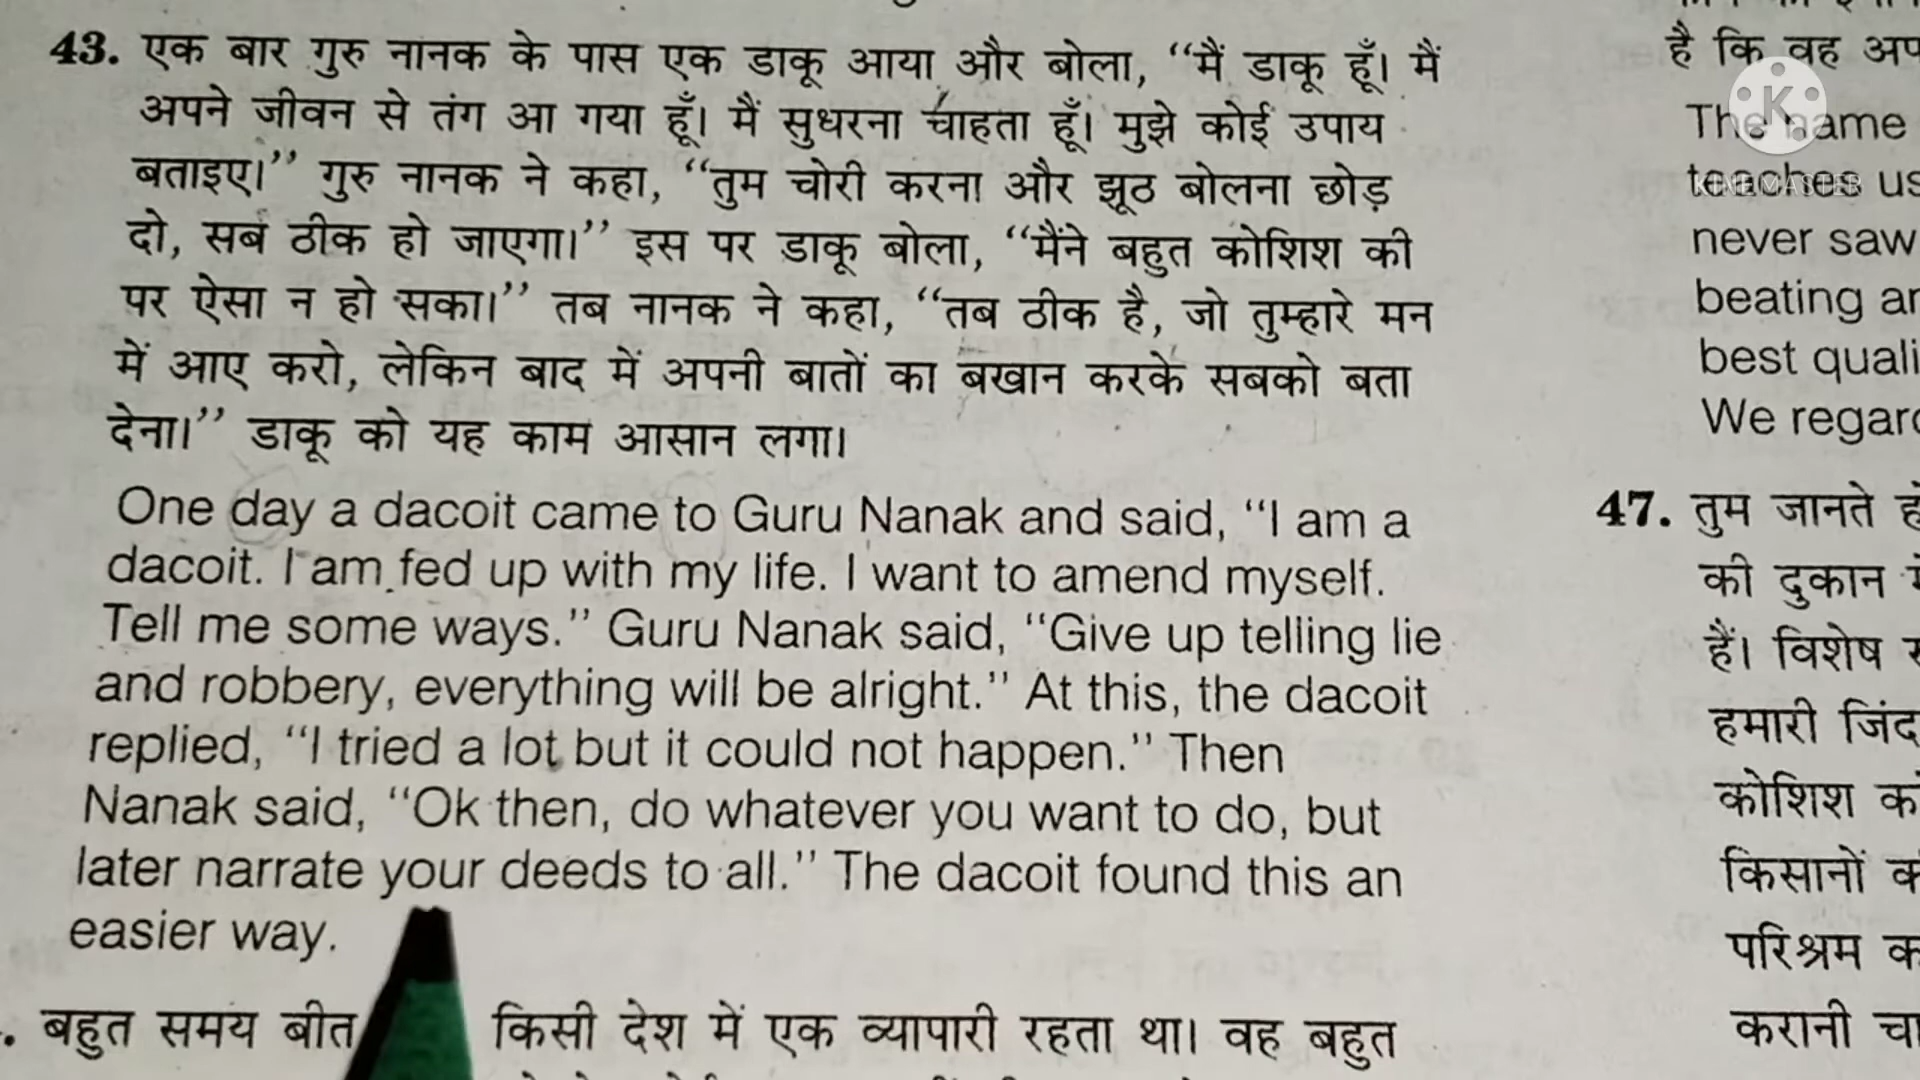 43. एक बार गुरु नानक के पास एक डाकू आया और बोला, “मैं डाकू हूँ। मैं
अपने जीवन से तंग आ गया हूँ। मैं सुधरना चाहता हूँ। मुझे कोई उपाय
बताइए।” गुरु नानक ने कहा, “तुम चोरी करना और झूठ बोलना छोड़
दो, सब ठीक हो जाएगा।” इस पर डाकू बोला, “मैंने बहुत कोशिश की
पर ऐसा न हो सका।” तब नानक ने कहा, “तब ठीक है, जो तुम्हारे मन
में आए करो, लेकिन बाद में अपनी बातों का बखान करके सबको बता
देना।” डाकू को यह काम आसान लगा।
One day a dacoit came to Guru Nanak and said, “I am a
dacoit. I am fed up with my life. I want to amend myself.
Tell me some ways.” Guru Nanak said, “Give up telling lie
and robbery, everything will be alright.” At this, the dacoit
replied, “I tried a lot but it could not happen.” Then
Nanak said, “Ok then, do whatever you want to do, but
later narrate your deeds to all.” The dacoit found this an
easier way.
. बहुत समय बीत किसी देश में एक व्यापारी रहता था। वह बहुत
है कि वह अप
The name
teaches us
never saw
beating an
best quali
We regard
47. तुम जानते हो
की दुकान
हैं। विशेष
हमारी जिंद
कोशिश क
किसानों क
परिश्रम क
करानी चा
K
KINEMASTER